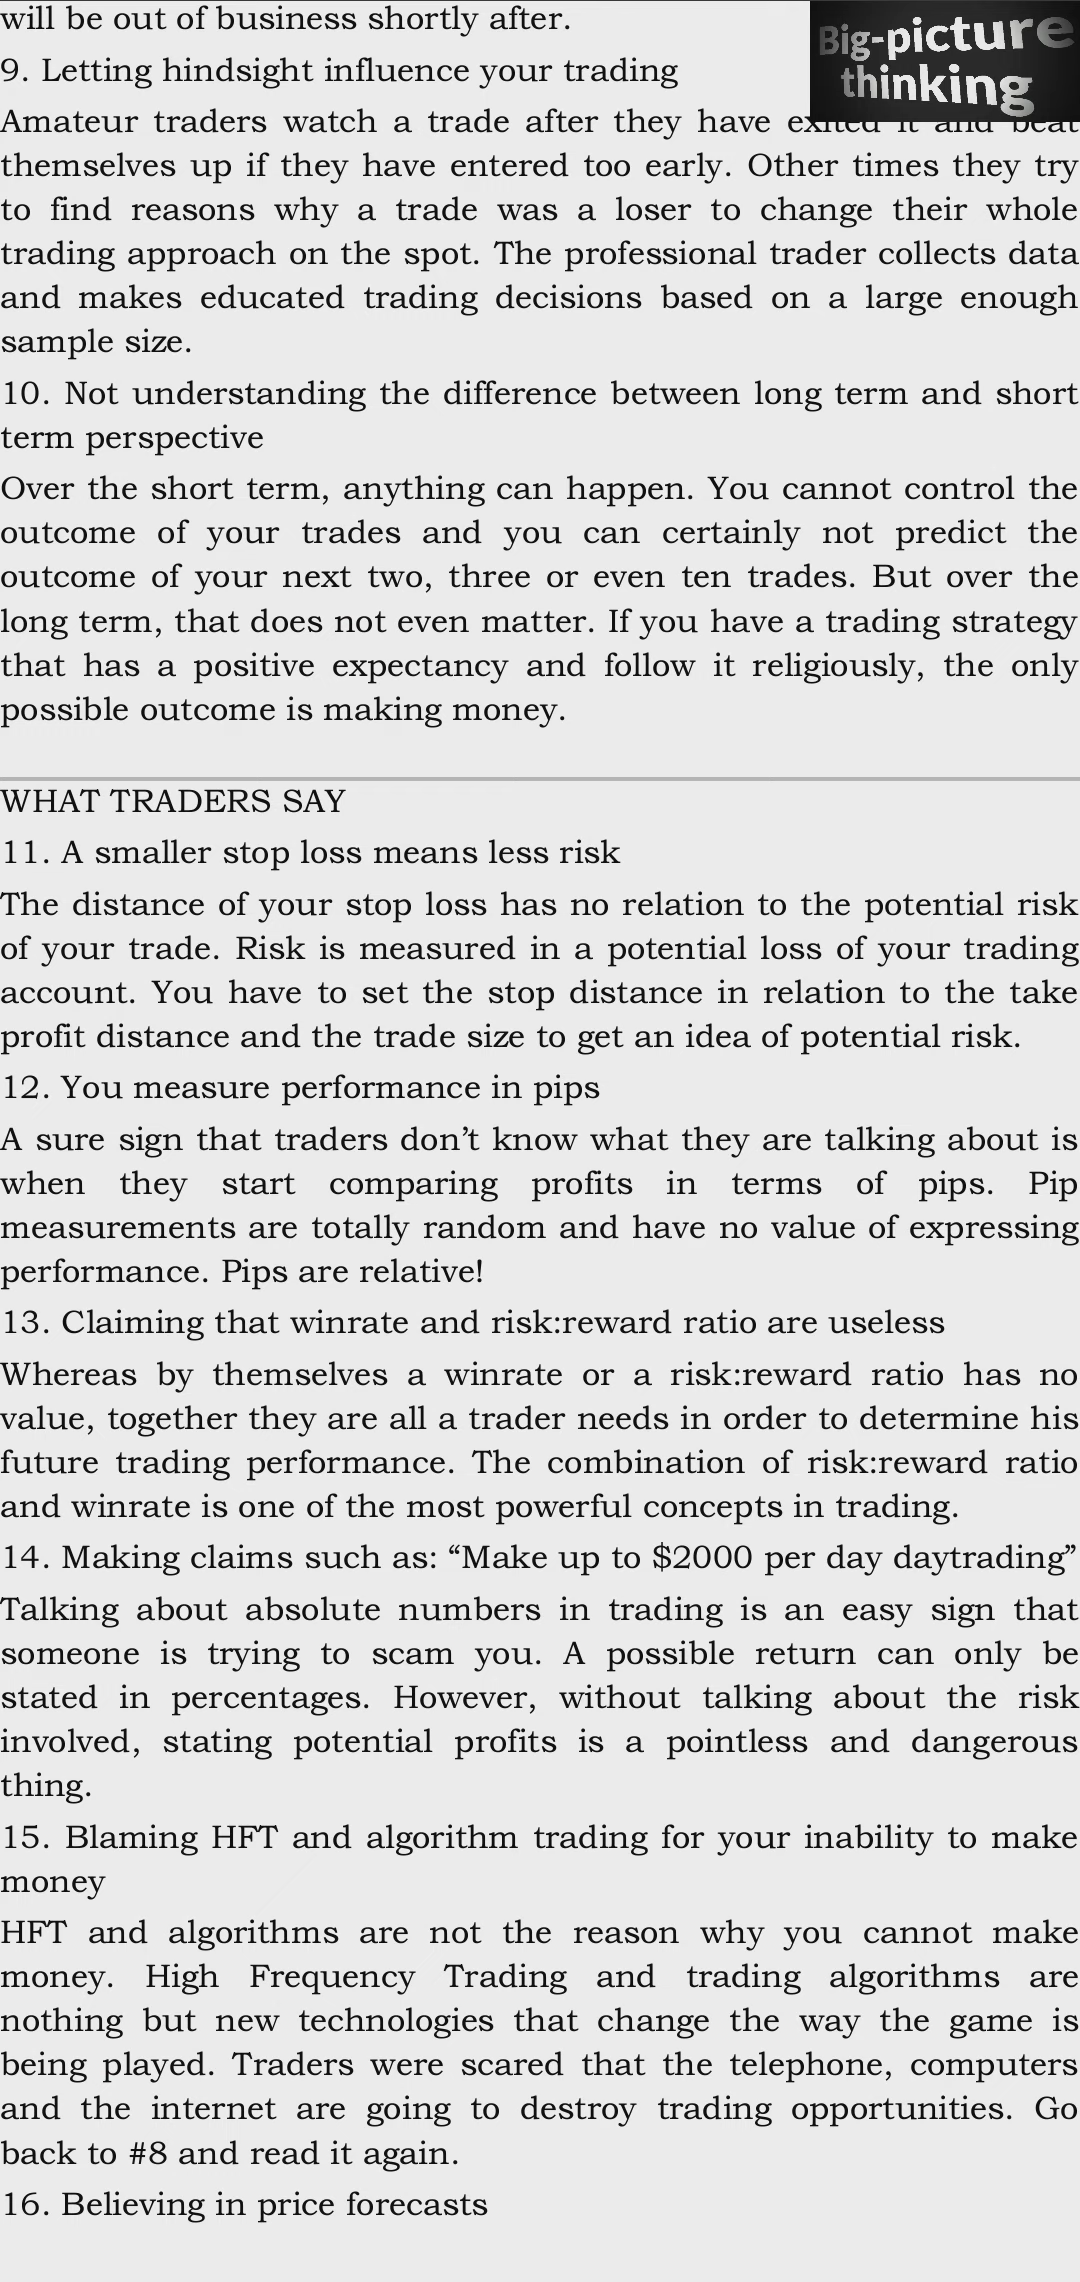 will be out of business shortly after.
Big-picture
thinking
9. Letting hindsight influence your trading
Amateur traders watch a trade after they have exited it and beat
themselves up if they have entered too early. Other times they try
to find reasons why a trade was a loser to change their whole
trading approach on the spot. The professional trader collects data
and makes educated trading decisions based on a large enough
sample size.
10. Not understanding the difference between long term and short
term perspective
Over the short term, anything can happen. You cannot control the
outcome of your trades and you can certainly not predict the
outcome of your next two, three or even ten trades. But over the
long term, that does not even matter. If you have a trading strategy
that has a positive expectancy and follow it religiously, the only
possible outcome is making money.
WHAT TRADERS SAY
11. A smaller stop loss means less risk
The distance of your stop loss has no relation to the potential risk
of your trade. Risk is measured in a potential loss of your trading
account. You have to set the stop distance in relation to the take
profit distance and the trade size to get an idea of potential risk.
12. You measure performance in pips
A sure sign that traders don’t know what they are talking about is
when they start comparing profits in terms of pips. Pip
measurements are totally random and have no value of expressing
performance. Pips are relative!
13. Claiming that winrate and risk:reward ratio are useless
Whereas by themselves a winrate or a risk:reward ratio has no
value, together they are all a trader needs in order to determine his
future trading performance. The combination of risk:reward ratio
and winrate is one of the most powerful concepts in trading.
14. Making claims such as: “Make up to $2000 per day daytrading”
Talking about absolute numbers in trading is an easy sign that
someone is trying to scam you. A possible return can only be
stated in percentages. However, without talking about the risk
involved, stating potential profits is a pointless and dangerous
thing.
15. Blaming HFT and algorithm trading for your inability to make
money
HFT and algorithms are not the reason why you cannot make
money. High Frequency Trading and trading algorithms are
nothing but new technologies that change the way the game is
being played. Traders were scared that the telephone, computers
and the internet are going to destroy trading opportunities. Go
back to #8 and read it again.
16. Believing in price forecasts